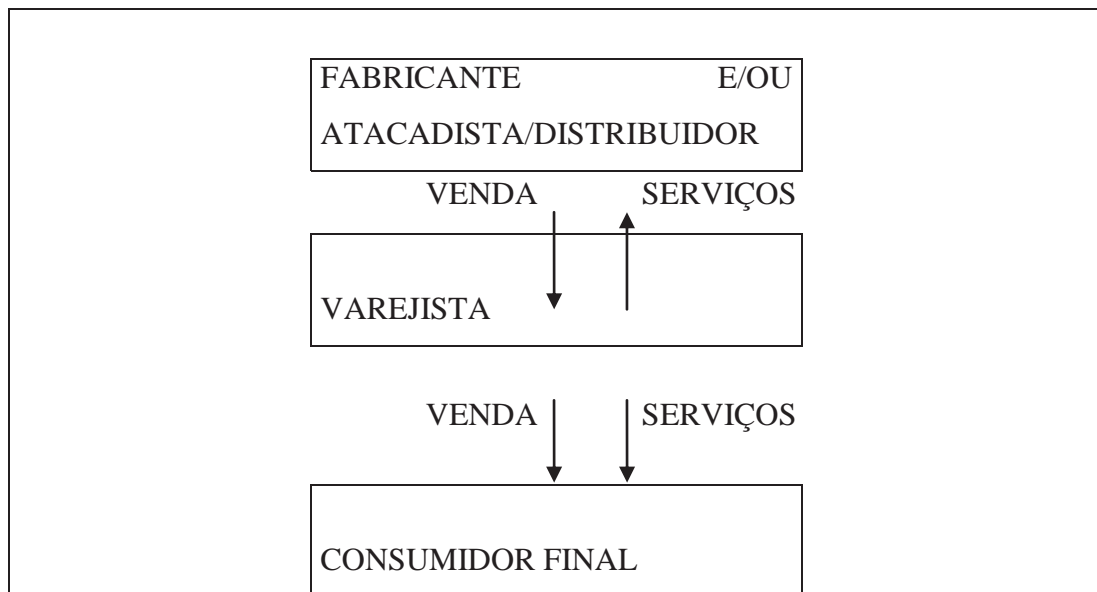 FABRICANTE E/OU
ATACADISTA/DISTRIBUIDOR
VENDA SERVIÇOS
VAREJISTA
VENDA SERVIÇOS
CONSUMIDOR FINAL